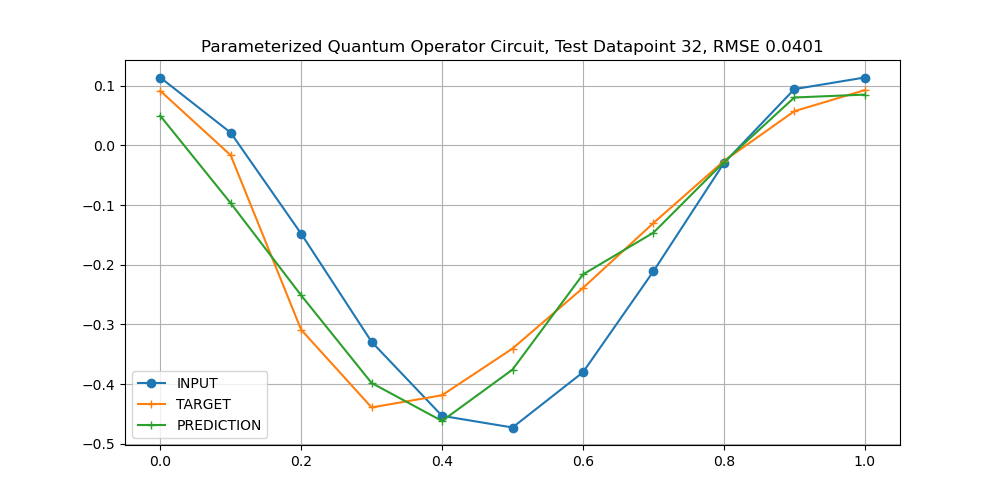 Parameterized Quantum Operator Circuit, Test Datapoint 32, RMSE 0.0401
0.1
0.0
−0.1
−0.2
−0.3
−0.4
−0.5
INPUT
TARGET
PREDICTION
0.0 0.2 0.4 0.6 0.8 1.0